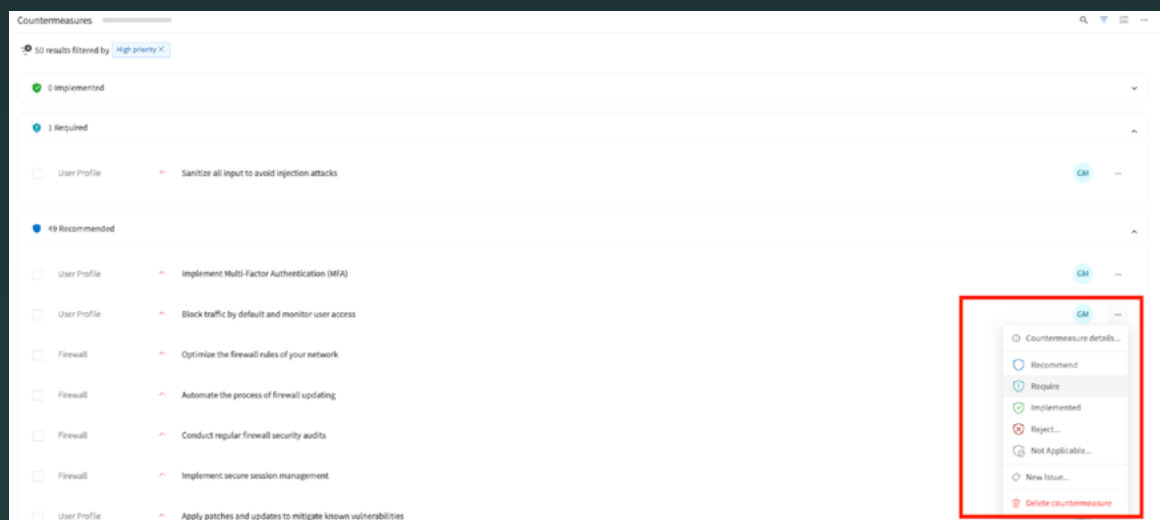 Countermeasures
50 results filtered by High priority X
0 Implemented
1 Required
User Profile Sanitize all input to avoid injection attacks GM ...
49 Recommended
User Profile Implement Multi-Factor Authentication (MFA) GM ...
User Profile Block traffic by default and monitor user access GM ...
Countermeasure details...
Firewall Optimize the firewall rules of your network
Recommend
Require
Firewall Automate the process of firewall updating
Implemented
Reject...
Firewall Conduct regular firewall security audits
Not Applicable...
Firewall Implement secure session management
New Issue...
Delete countermeasure
User Profile Apply patches and updates to mitigate known vulnerabilities